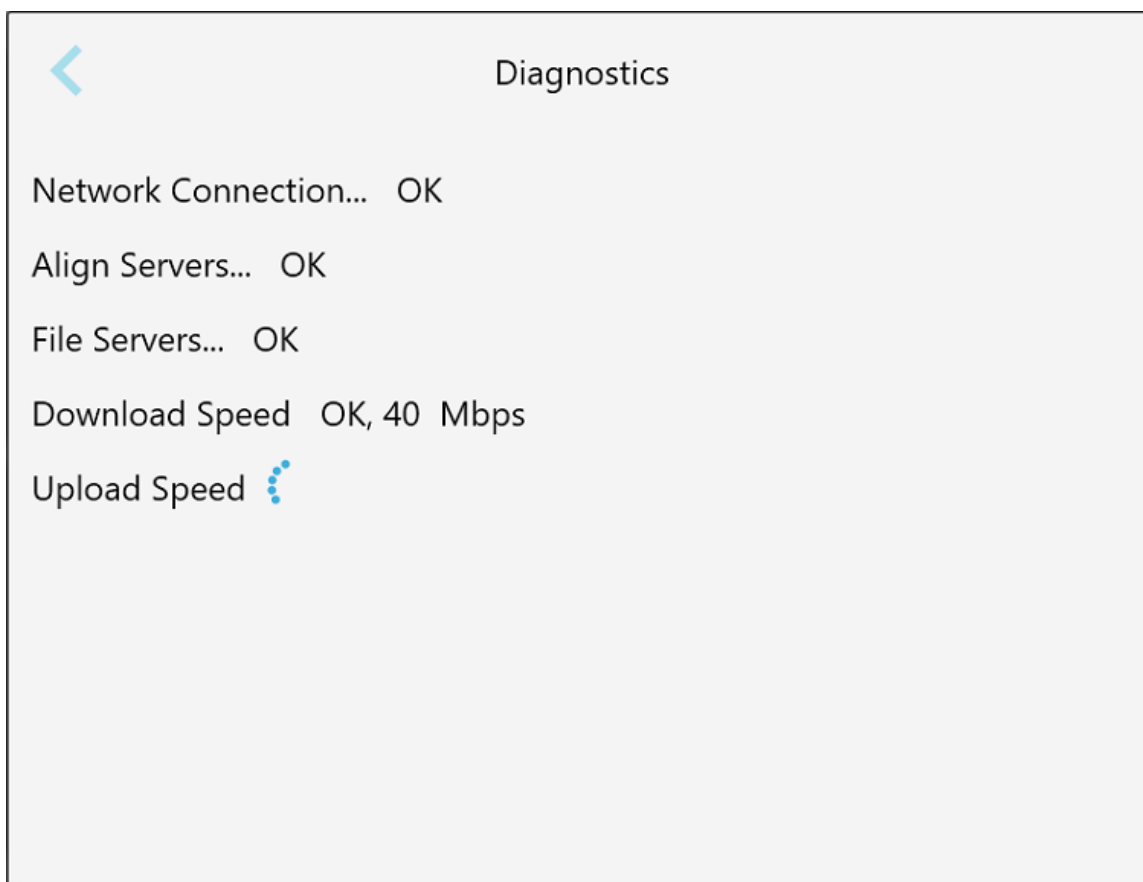 Diagnostics
Network Connection... OK
Align Servers... OK
File Servers... OK
Download Speed OK, 40 Mbps
Upload Speed